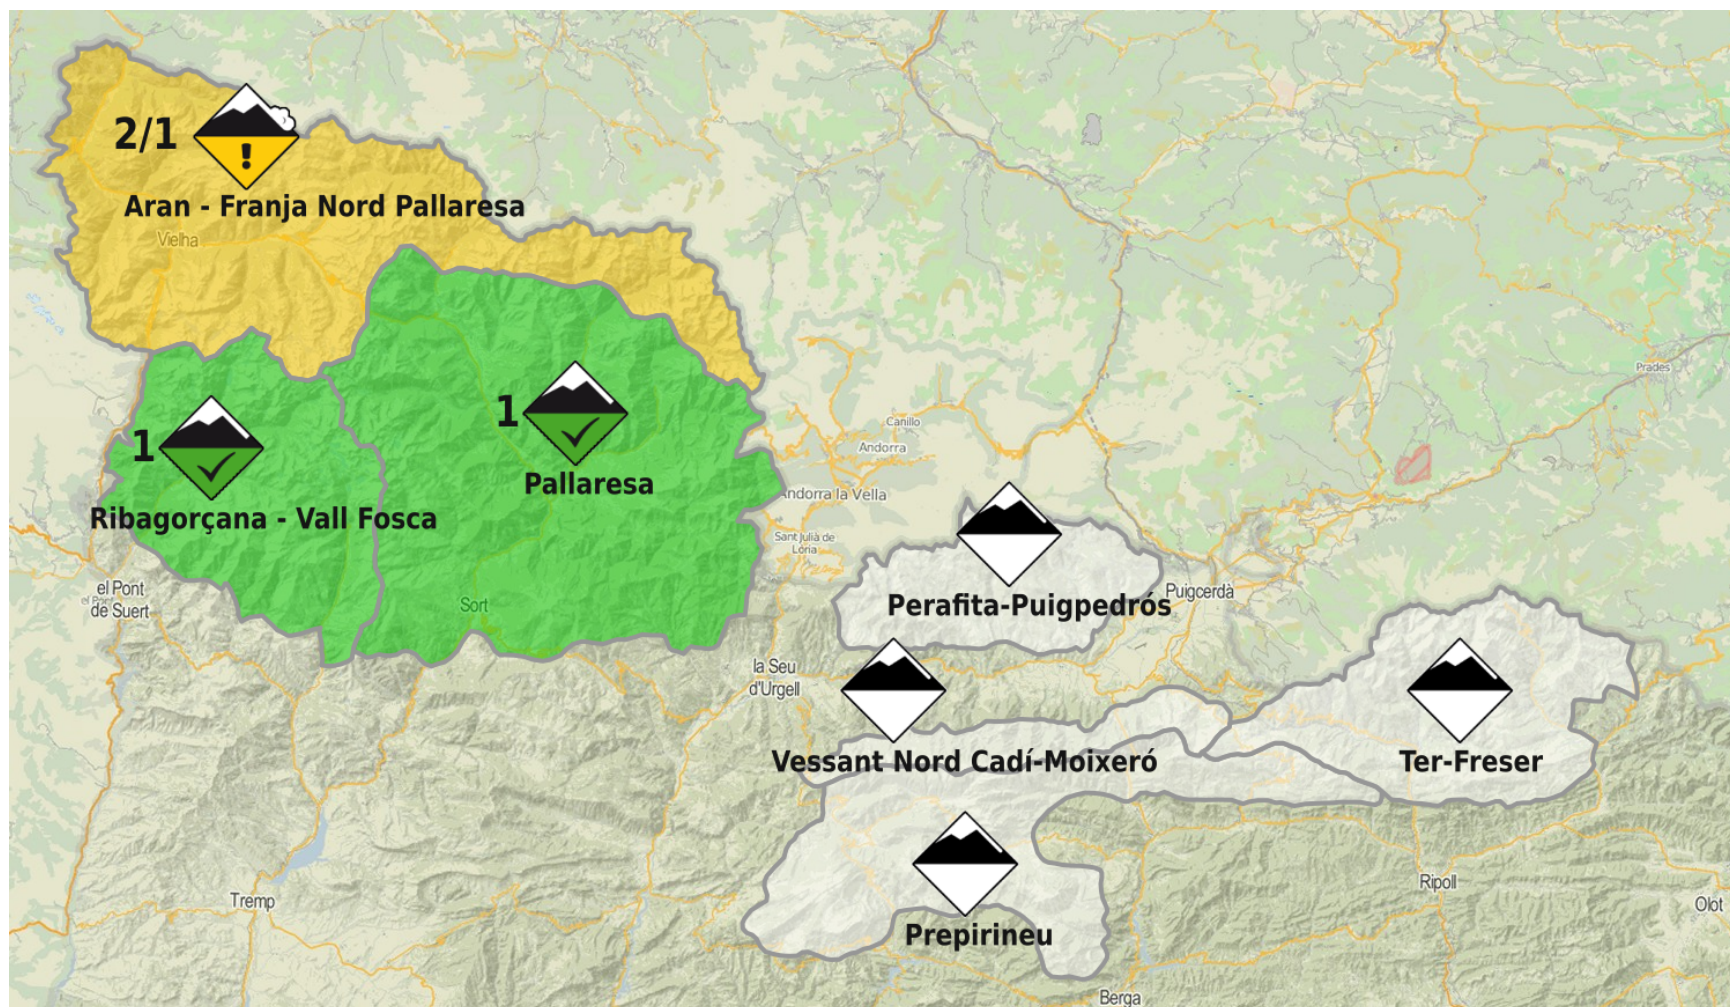 2/1
!
Aran - Franja Nord Pallaresa
Vielha
1
Pallaresa
1
Ribagorçana - Vall Fosca
Canillo
Andorra
Andorra la Vella
Sant Julià de
Lòria
Prades
el Pont
de Suert
Sort
Perafita-Puigpedrós
Puigcerdà
la Seu
d'Urgell
Vessant Nord Cadí-Moixeró
Ter-Freser
Prepirineu
Tremp
Ripoll
Olot
Berga